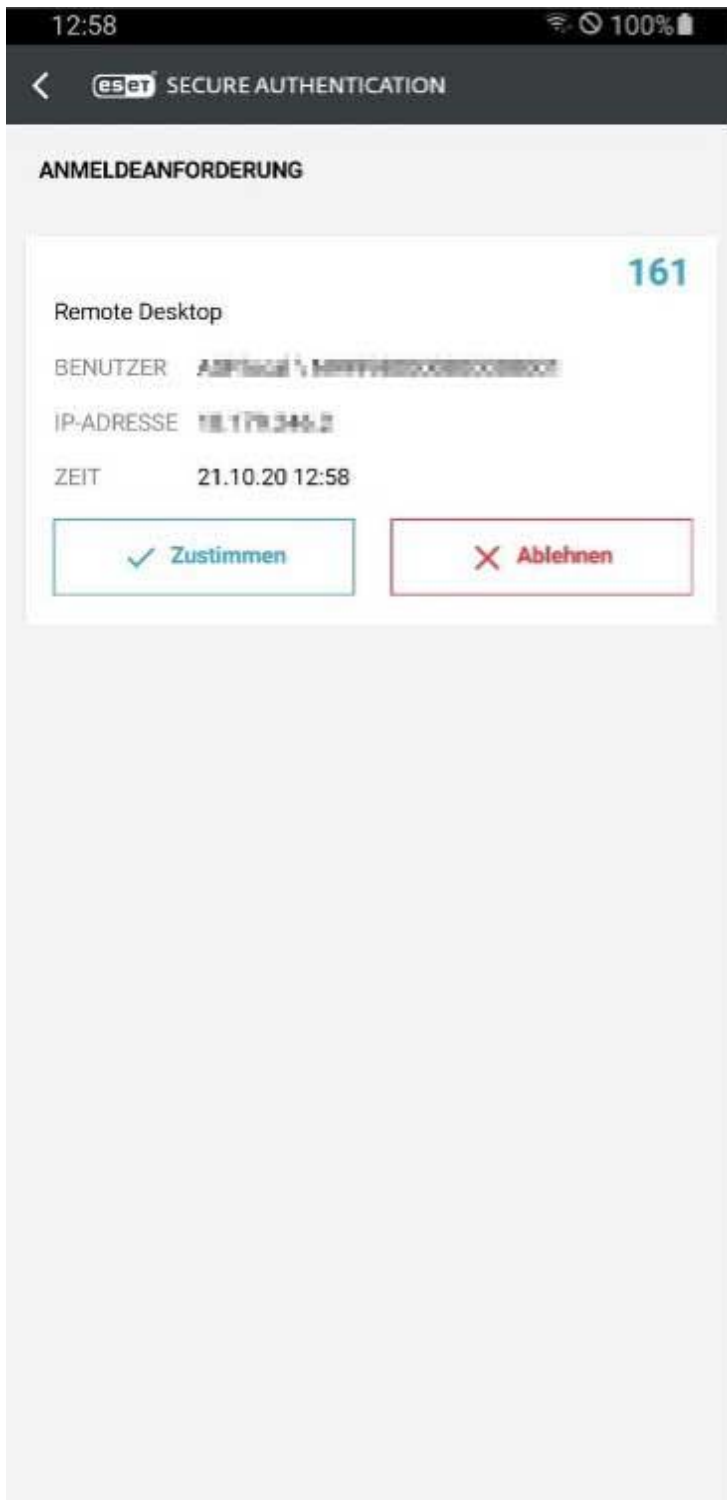 12:58 100%
eset SECURE AUTHENTICATION
ANMELDEANFORDERUNG
161
Remote Desktop
BENUTZER
IP-ADRESSE
ZEIT 21.10.20 12:58
Zustimmen Ablehnen